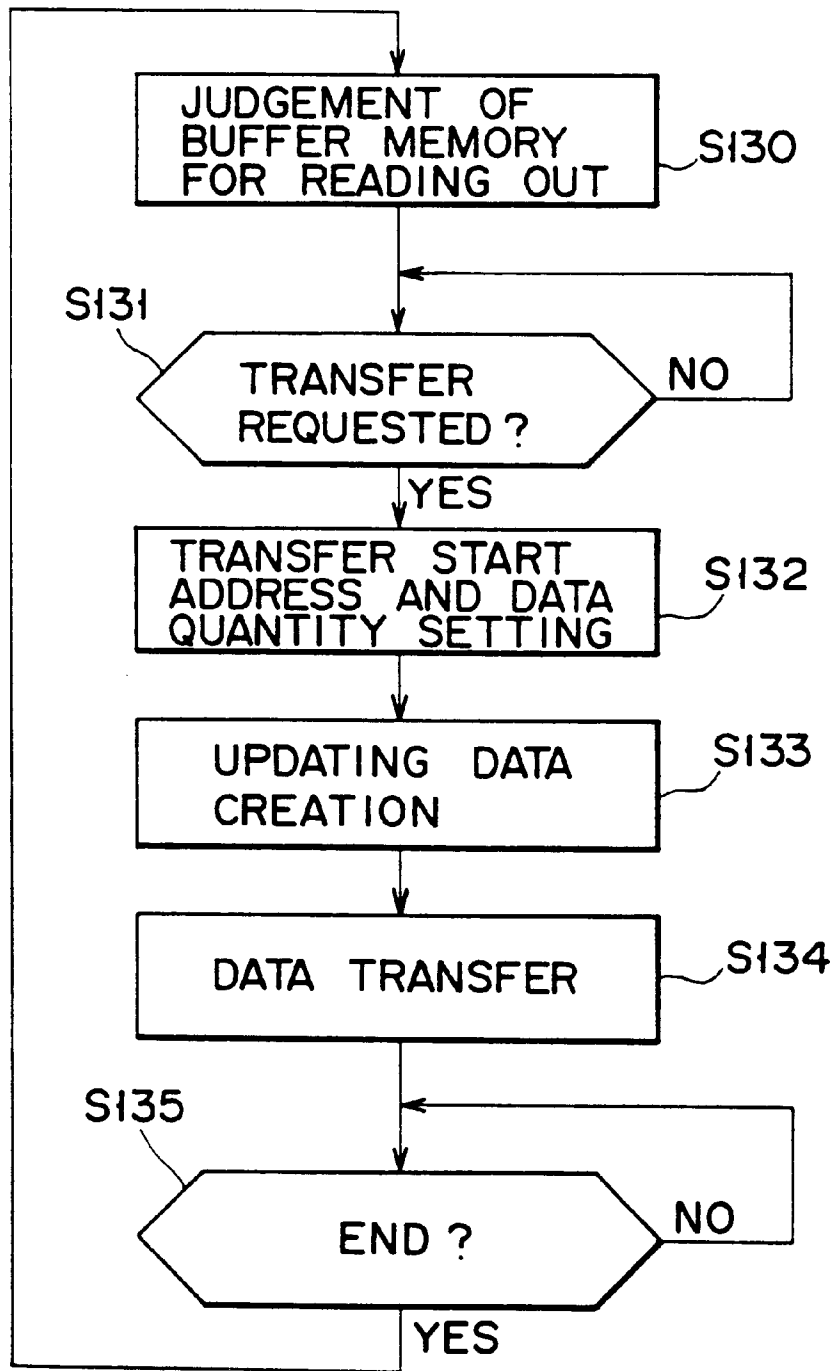 JUDGEMENT OF
BUFFER MEMORY
FOR READING OUT
S130
S131
TRANSFER
REQUESTED?
NO
YES
TRANSFER START
ADDRESS AND DATA
QUANTITY SETTING
S132
UPDATING DATA
CREATION
S133
DATA TRANSFER
S134
S135
END?
NO
YES